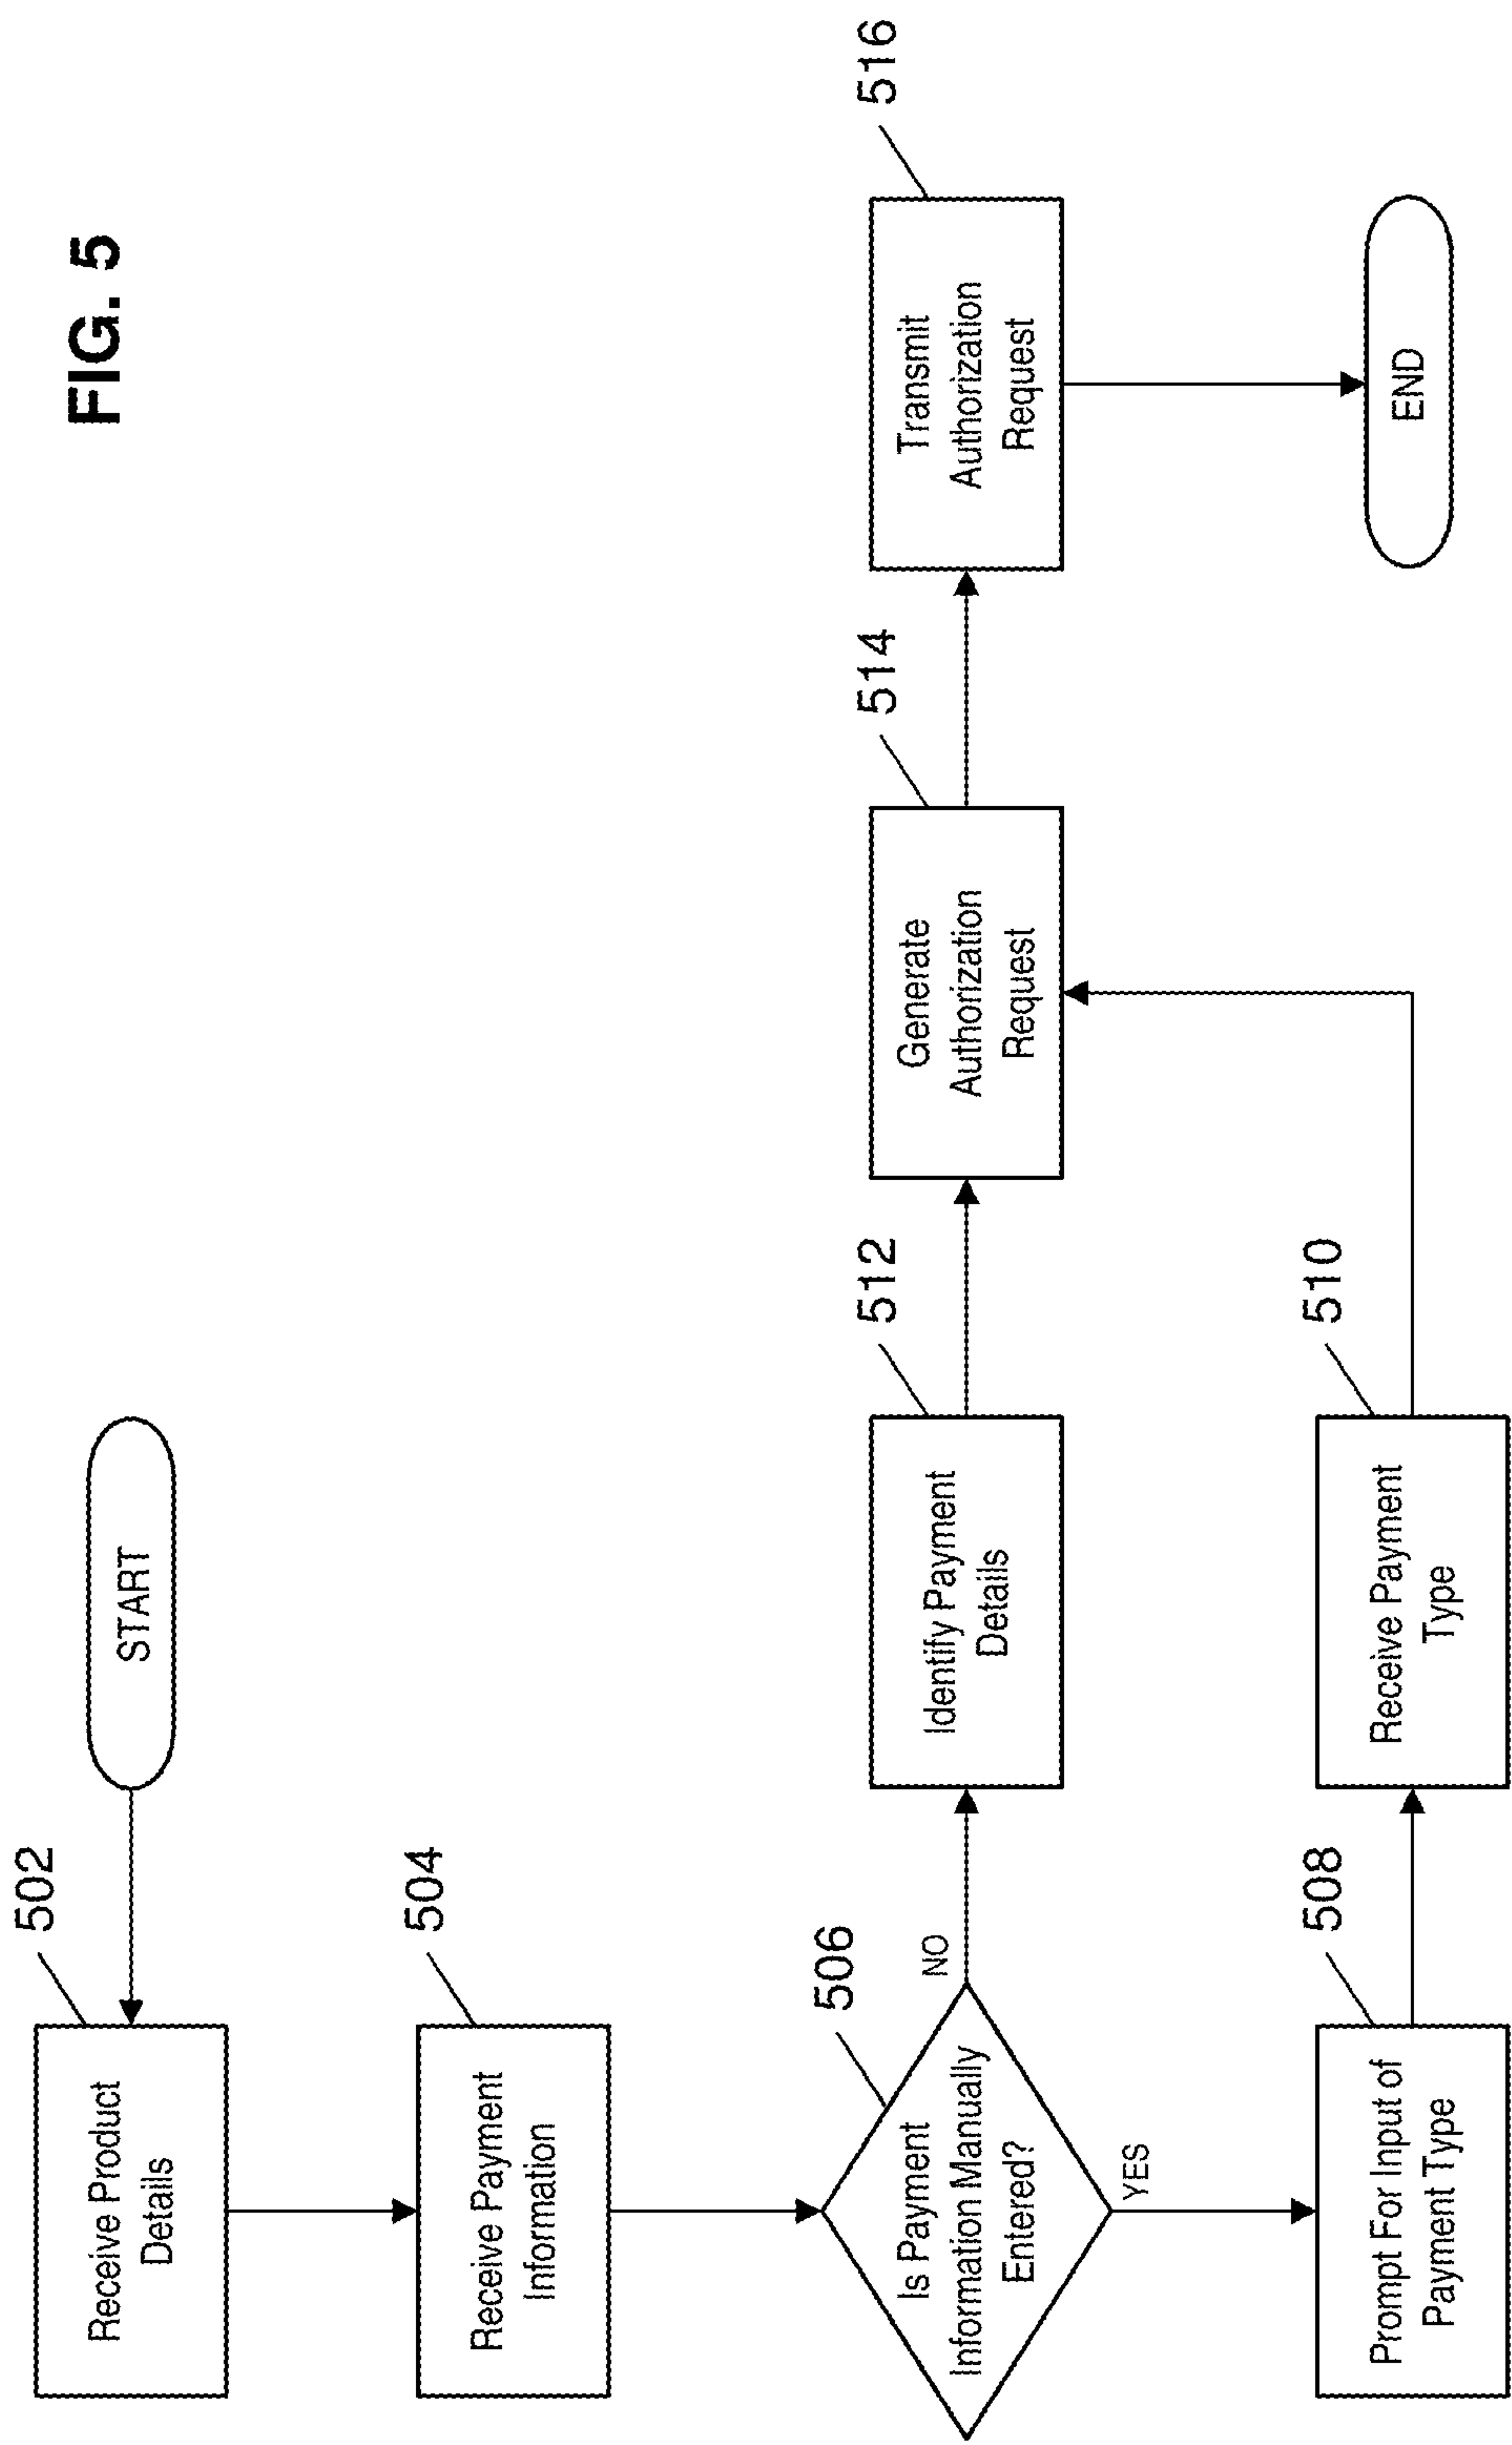 FIG. 5
START
502
Receive Product
Details
504
Receive Payment
Information
506
Is Payment
Information Manually
Entered?
NO
YES
508
Prompt For Input of
Payment Type
510
Receive Payment
Type
512
Identify Payment
Details
514
Generate
Authorization
Request
516
Transmit
Authorization
Request
END